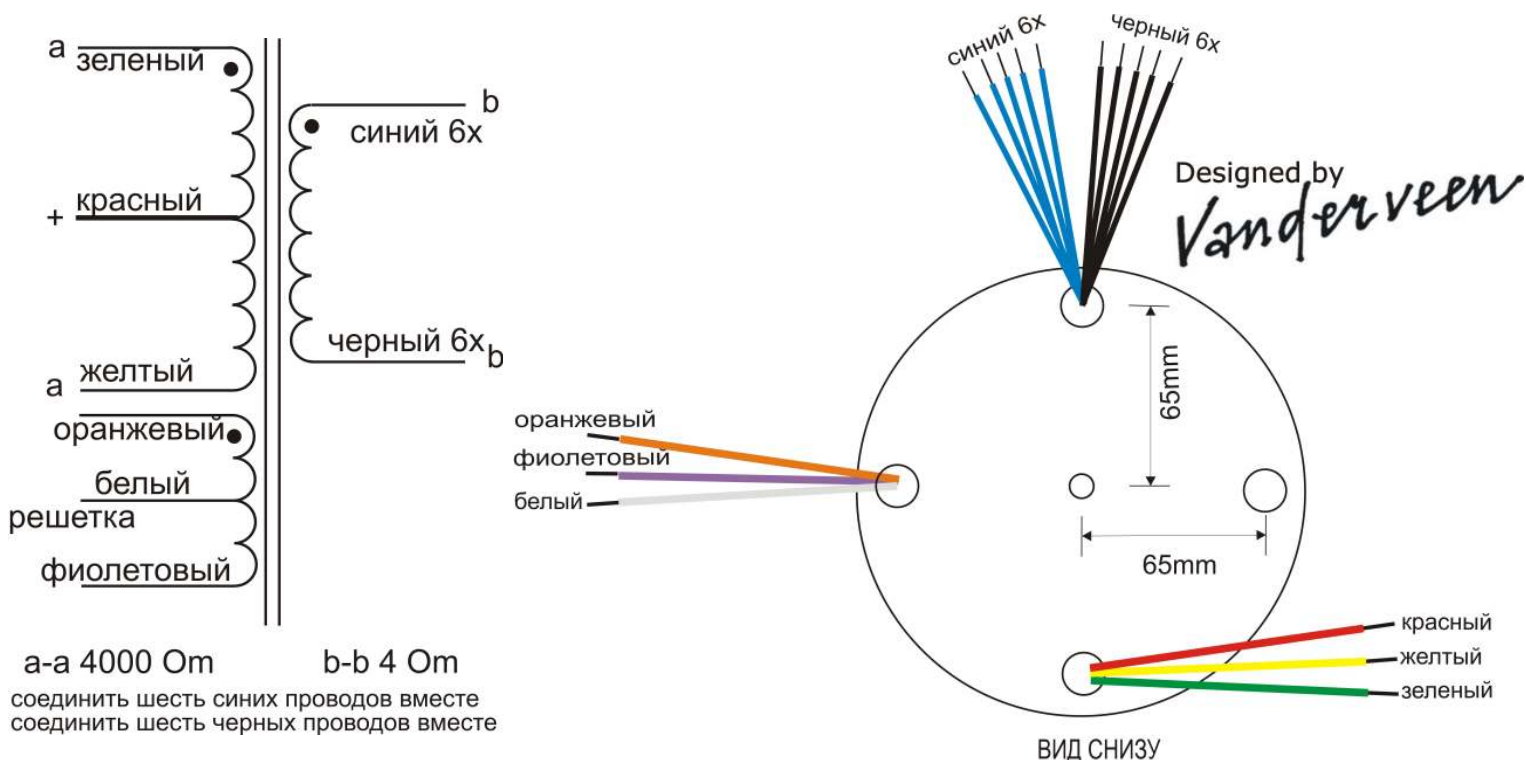 a
зеленый
+
красный
a
желтый
оранжевый
белый
решетка
фиолетовый
b
синий 6x
черный 6x
b
a-a 4000 Om
b-b 4 Om
соединить шесть синих проводов вместе
соединить шесть черных проводов вместе
синий 6x
черный 6x
Designed by
Vanderveen
65mm
65mm
оранжевый
фиолетовый
белый
красный
желтый
зеленый
ВИД СНИЗУ